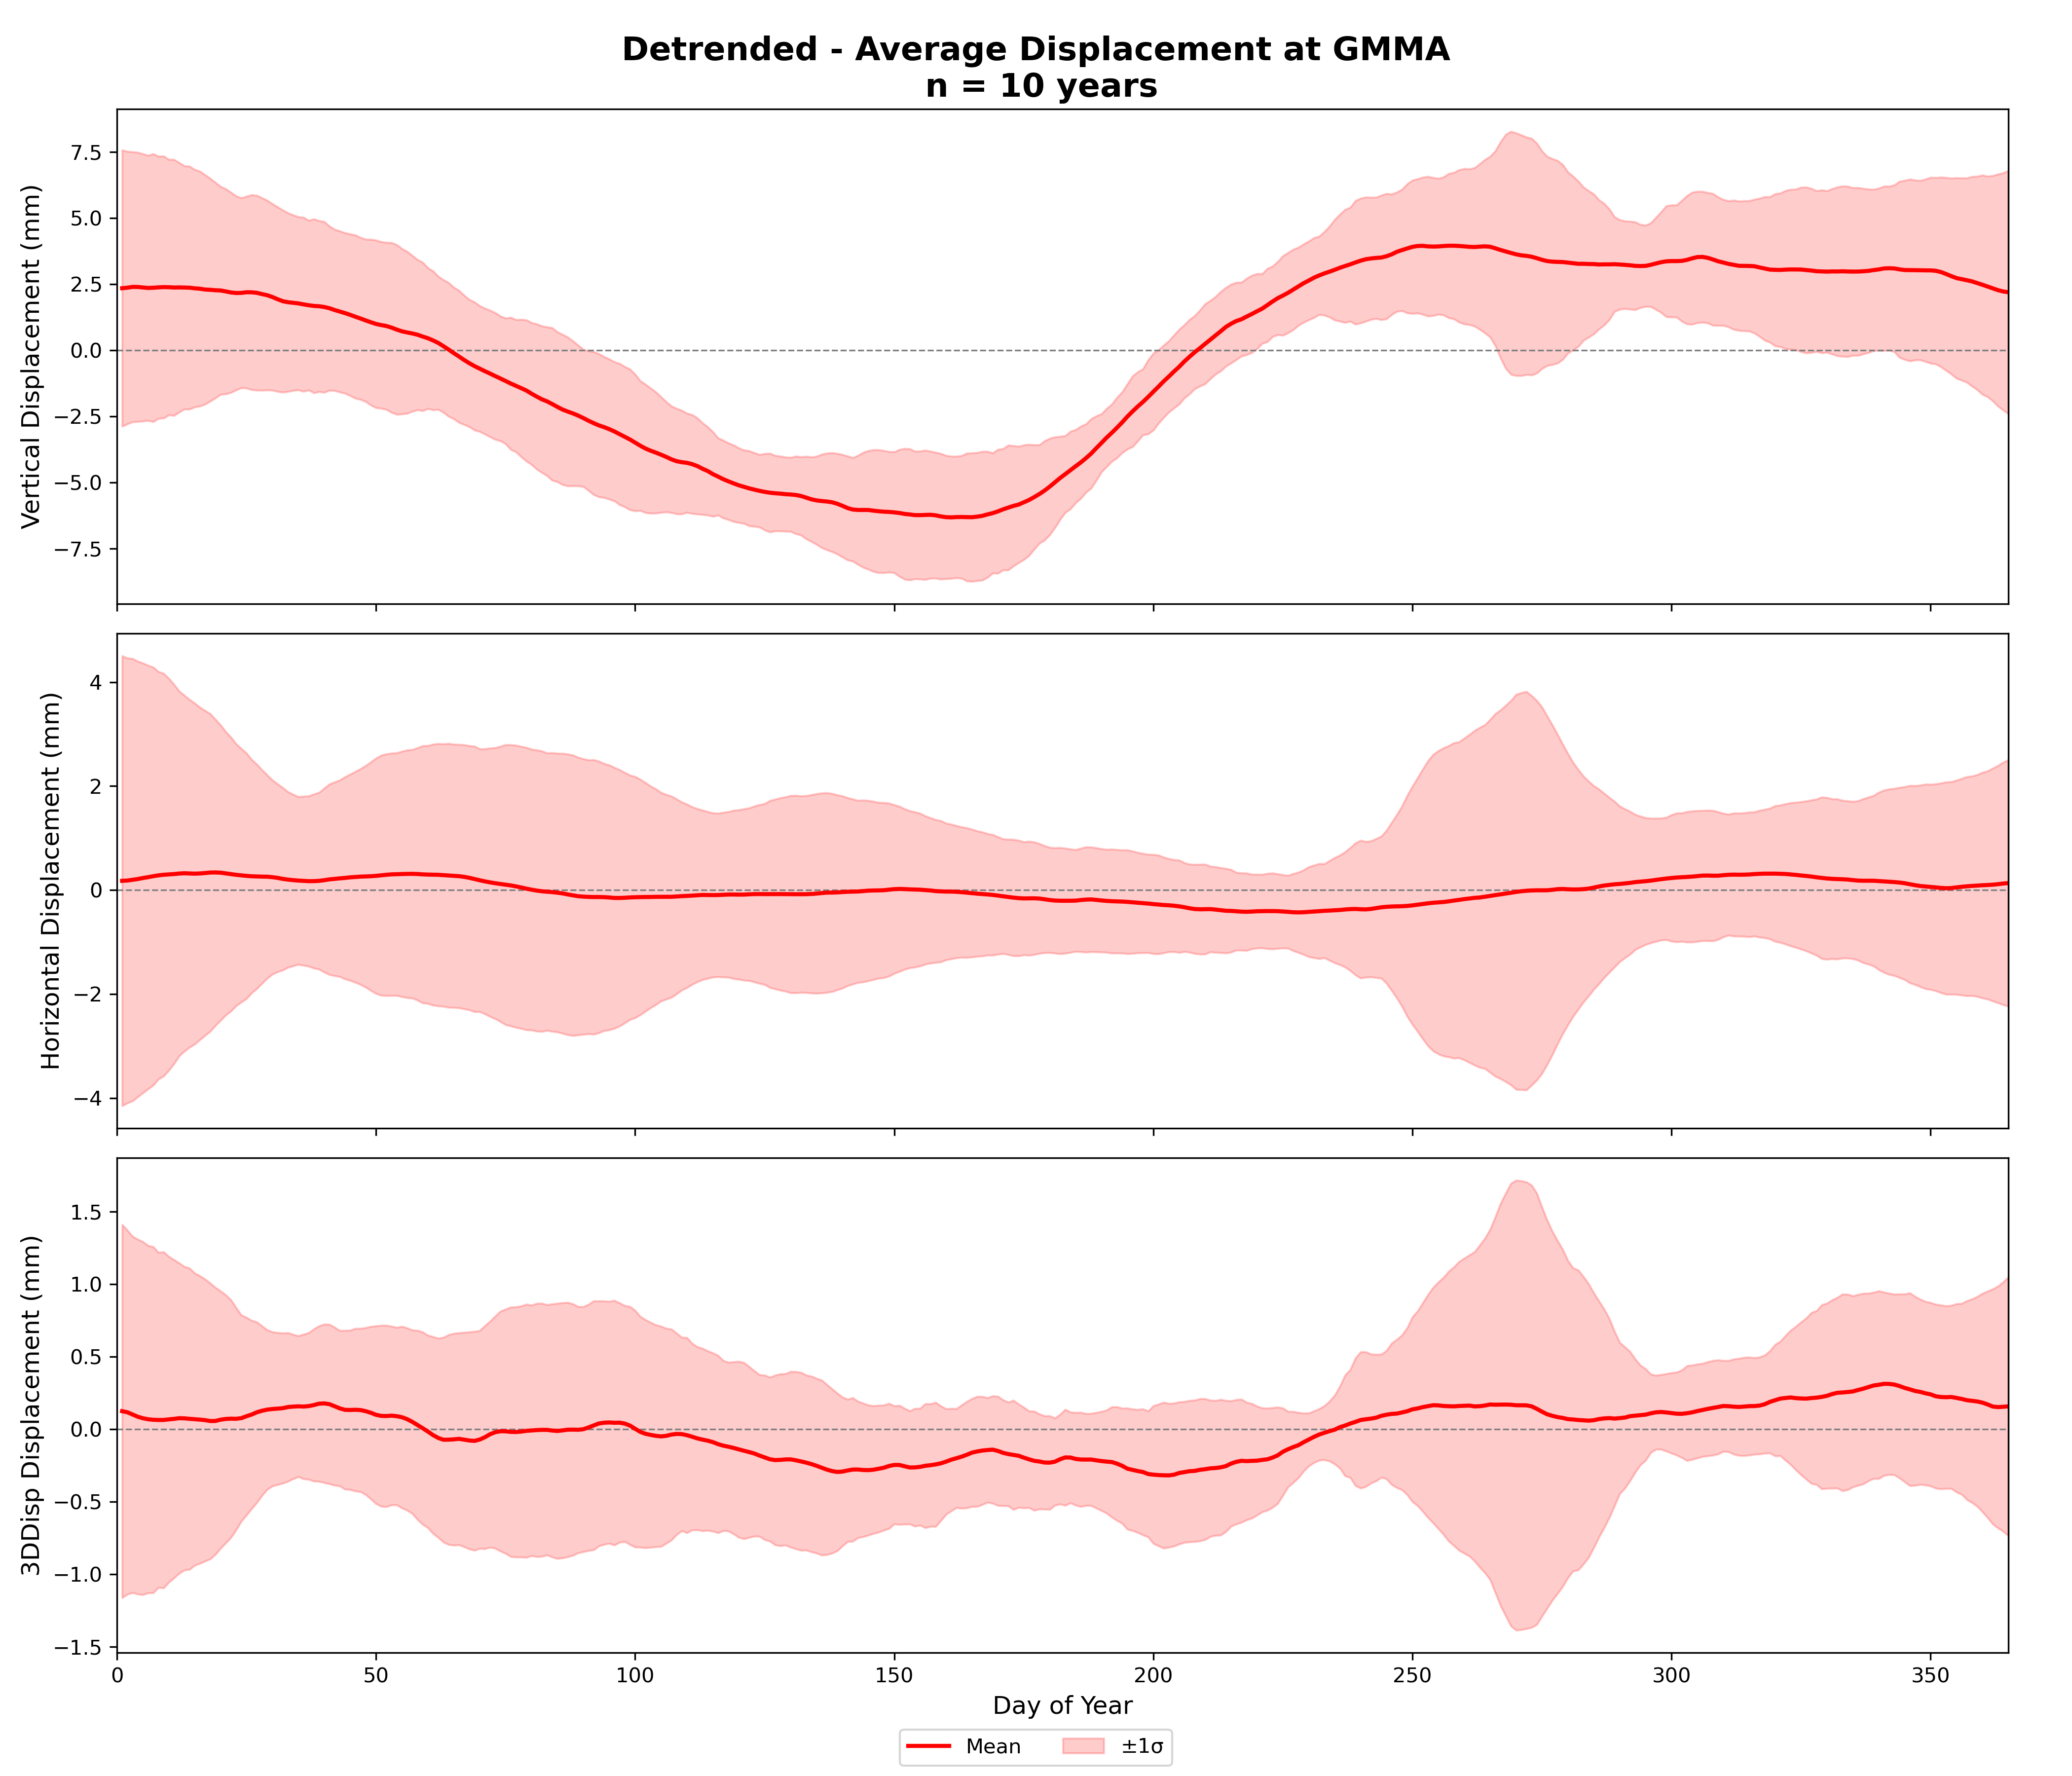 Detrended - Average Displacement at GMMA
n = 10 years
Vertical Displacement (mm)
7.5
5.0
2.5
0.0
−2.5
−5.0
−7.5
Horizontal Displacement (mm)
4
2
0
−2
−4
3DDisp Displacement (mm)
1.5
1.0
0.5
0.0
−0.5
−1.0
−1.5
0 50 100 150 200 250 300 350
Day of Year
Mean ±1σ